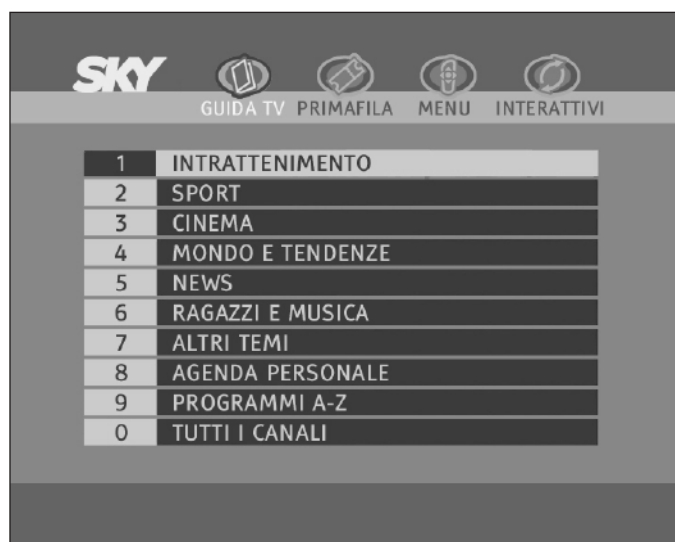 SKY
GUIDA TV PRIMAFILA MENU INTERATTIVI
1 INTRATTENIMENTO
2 SPORT
3 CINEMA
4 MONDO E TENDENZE
5 NEWS
6 RAGAZZI E MUSICA
7 ALTRI TEMI
8 AGENDA PERSONALE
9 PROGRAMMI A-Z
0 TUTTI I CANALI